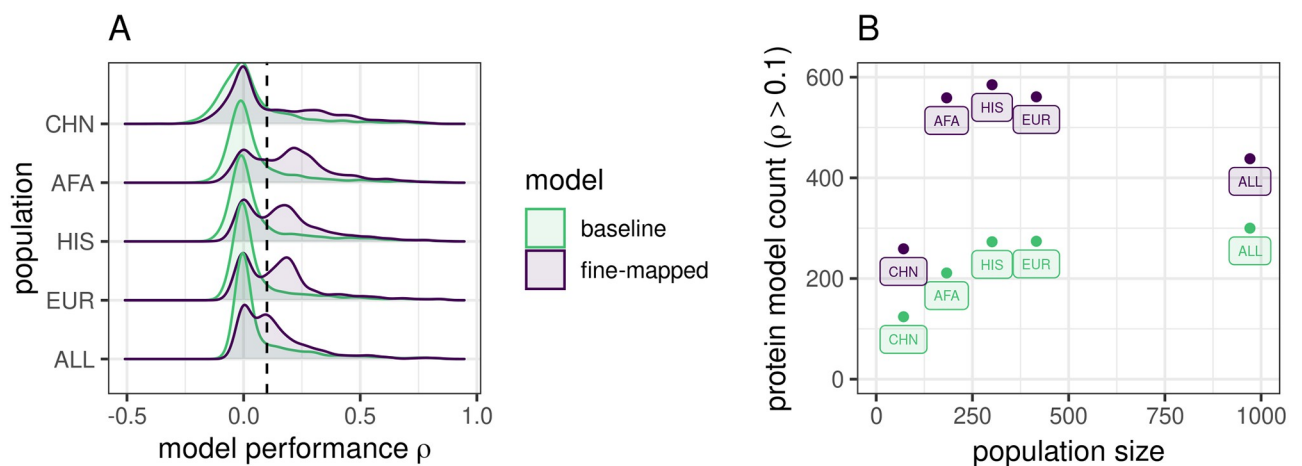 A
population
CHN
AFA
HIS
EUR
ALL
-0.5
0.0
0.5
1.0
model performance ρ
model
baseline
fine-mapped
B
protein model count (ρ > 0.1)
600
400
200
0
AFA
HIS
EUR
ALL
CHN
AFA
HIS
EUR
ALL
CHN
0
250
500
750
1000
population size